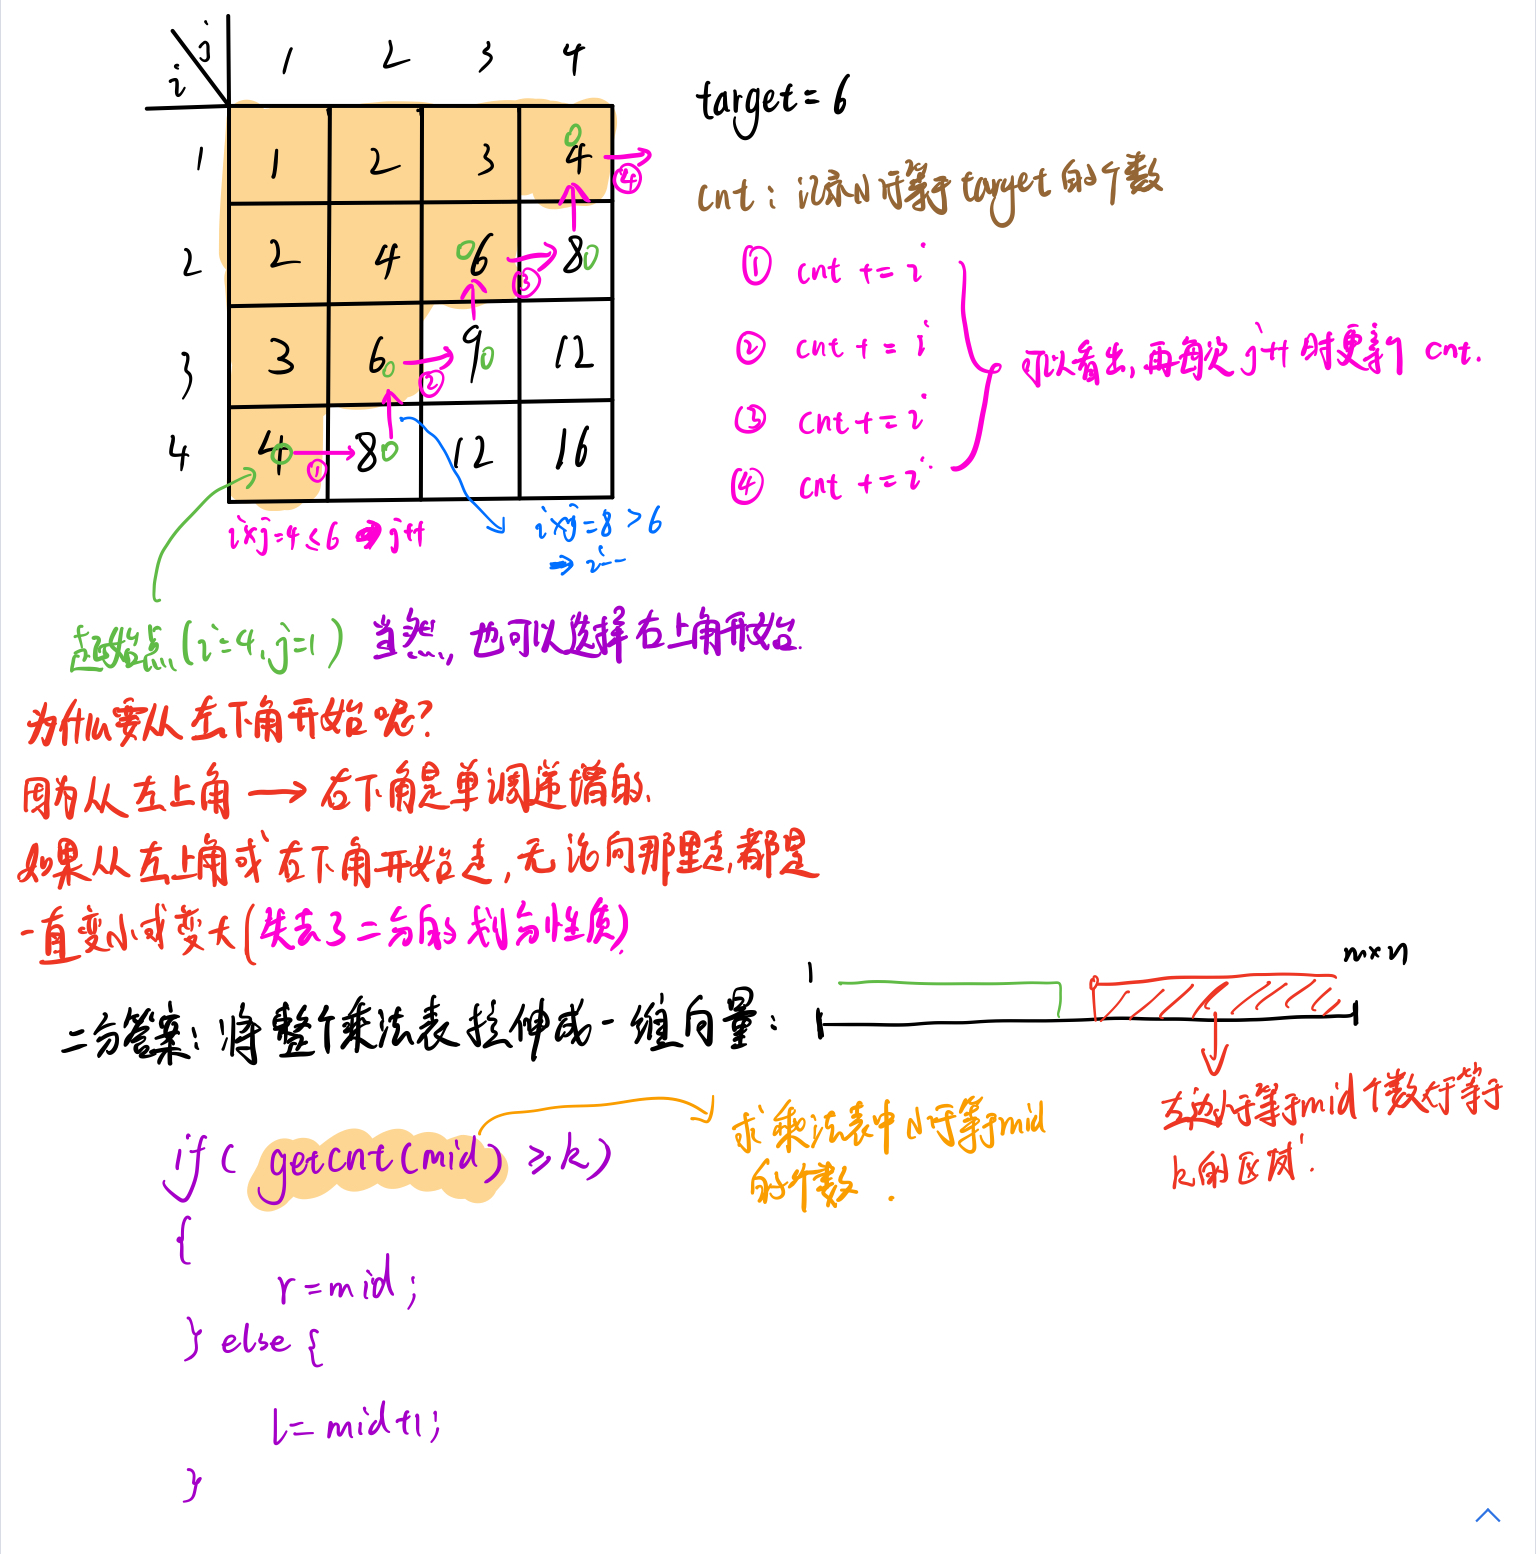 i j 1 2 3 4
1 1 2 3 4 ④
2 2 4 6 ③ 8
3 3 6 ② 9 12
4 4 ① 8 12 16
target = 6
cnt：记录小于等于target的个数
① cnt += i
② cnt += i
③ cnt += i
④ cnt += i
可以看出,再每次 j++ 时更新 cnt.
i×j=4≤6 → j++
i×j=8>6
→ i--
起始点(i=4,j=1) 当然,也可以选择右上角开始.
为什么要从左下角开始呢?
因为从左上角 → 右下角是单调递增的.
如果从左上角或右下角开始走,无论向那里走,都是
一直变小或变大(失去了二分的划分性质)
二分答案：将整个乘法表拉伸成一维向量：
1 m×n
左边小于等于mid个数大于等于
k的区域.
if( getcnt(mid) ≥ k)
求乘法表中小于等于mid
的个数.
{
r=mid;
} else {
l=mid+1;
}